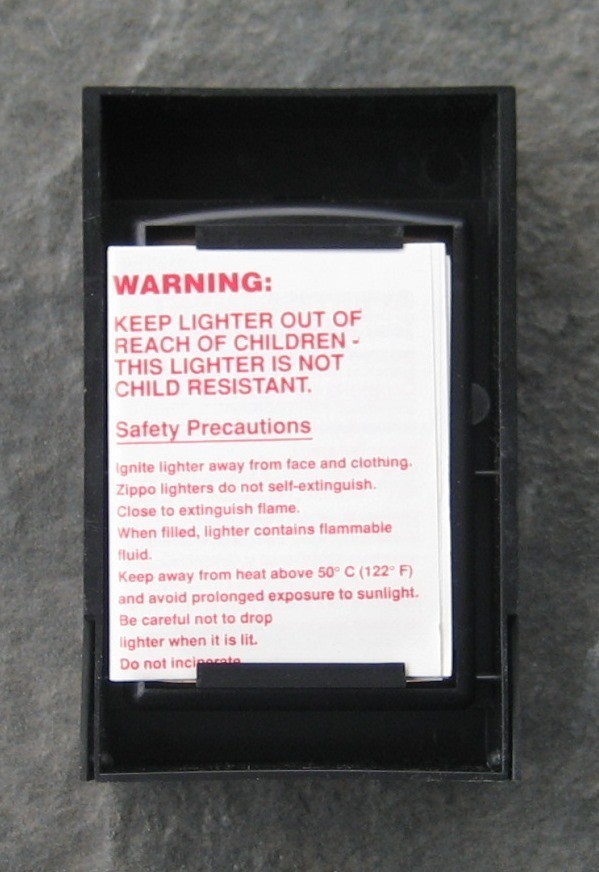 WARNING:
KEEP LIGHTER OUT OF
REACH OF CHILDREN -
THIS LIGHTER IS NOT
CHILD RESISTANT.
Safety Precautions
Ignite lighter away from face and clothing.
Zippo lighters do not self-extinguish.
Close to extinguish flame.
When filled, lighter contains flammable
fluid.
Keep away from heat above 50° C (122° F)
and avoid prolonged exposure to sunlight.
Be careful not to drop
lighter when it is lit.
Do not incinerate